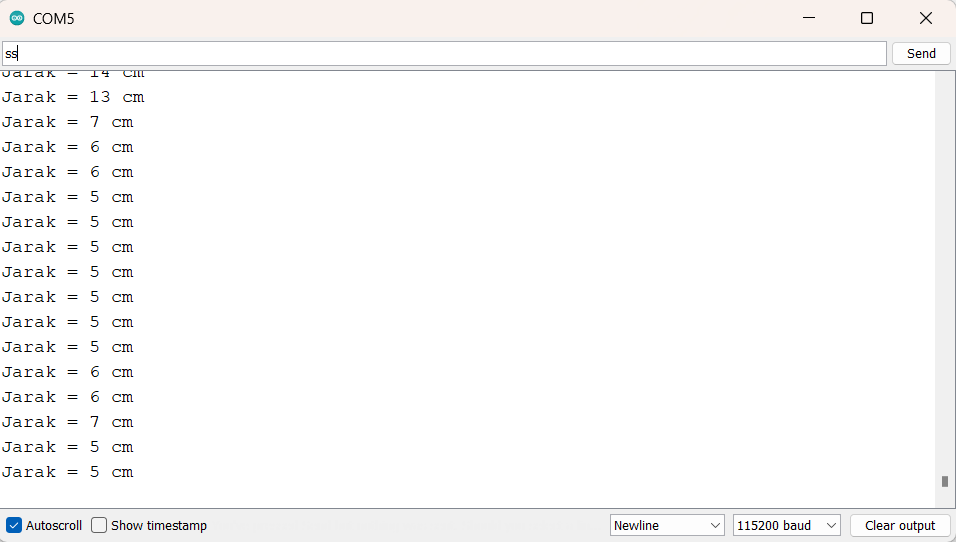 COM5
ss
Send
Jarak = 14 cm
Jarak = 13 cm
Jarak = 7 cm
Jarak = 6 cm
Jarak = 6 cm
Jarak = 5 cm
Jarak = 5 cm
Jarak = 5 cm
Jarak = 5 cm
Jarak = 5 cm
Jarak = 5 cm
Jarak = 5 cm
Jarak = 6 cm
Jarak = 6 cm
Jarak = 7 cm
Jarak = 5 cm
Jarak = 5 cm
Autoscroll Show timestamp Newline 115200 baud Clear output